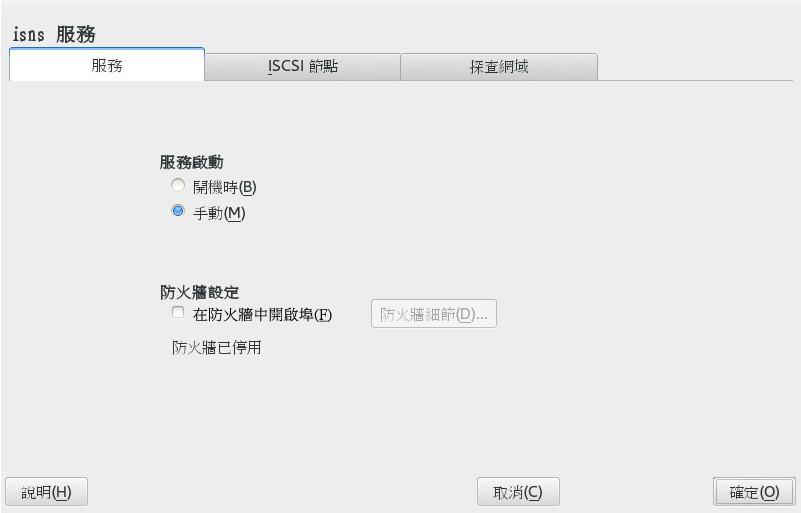 isns 服務
服務
ISCSI 節點
探查網域
服務啟動
開機時(B)
手動(M)
防火牆設定
在防火牆中開啟埠(F)
防火牆細節(D)...
防火牆已停用
說明(H)
取消(C)
確定(O)